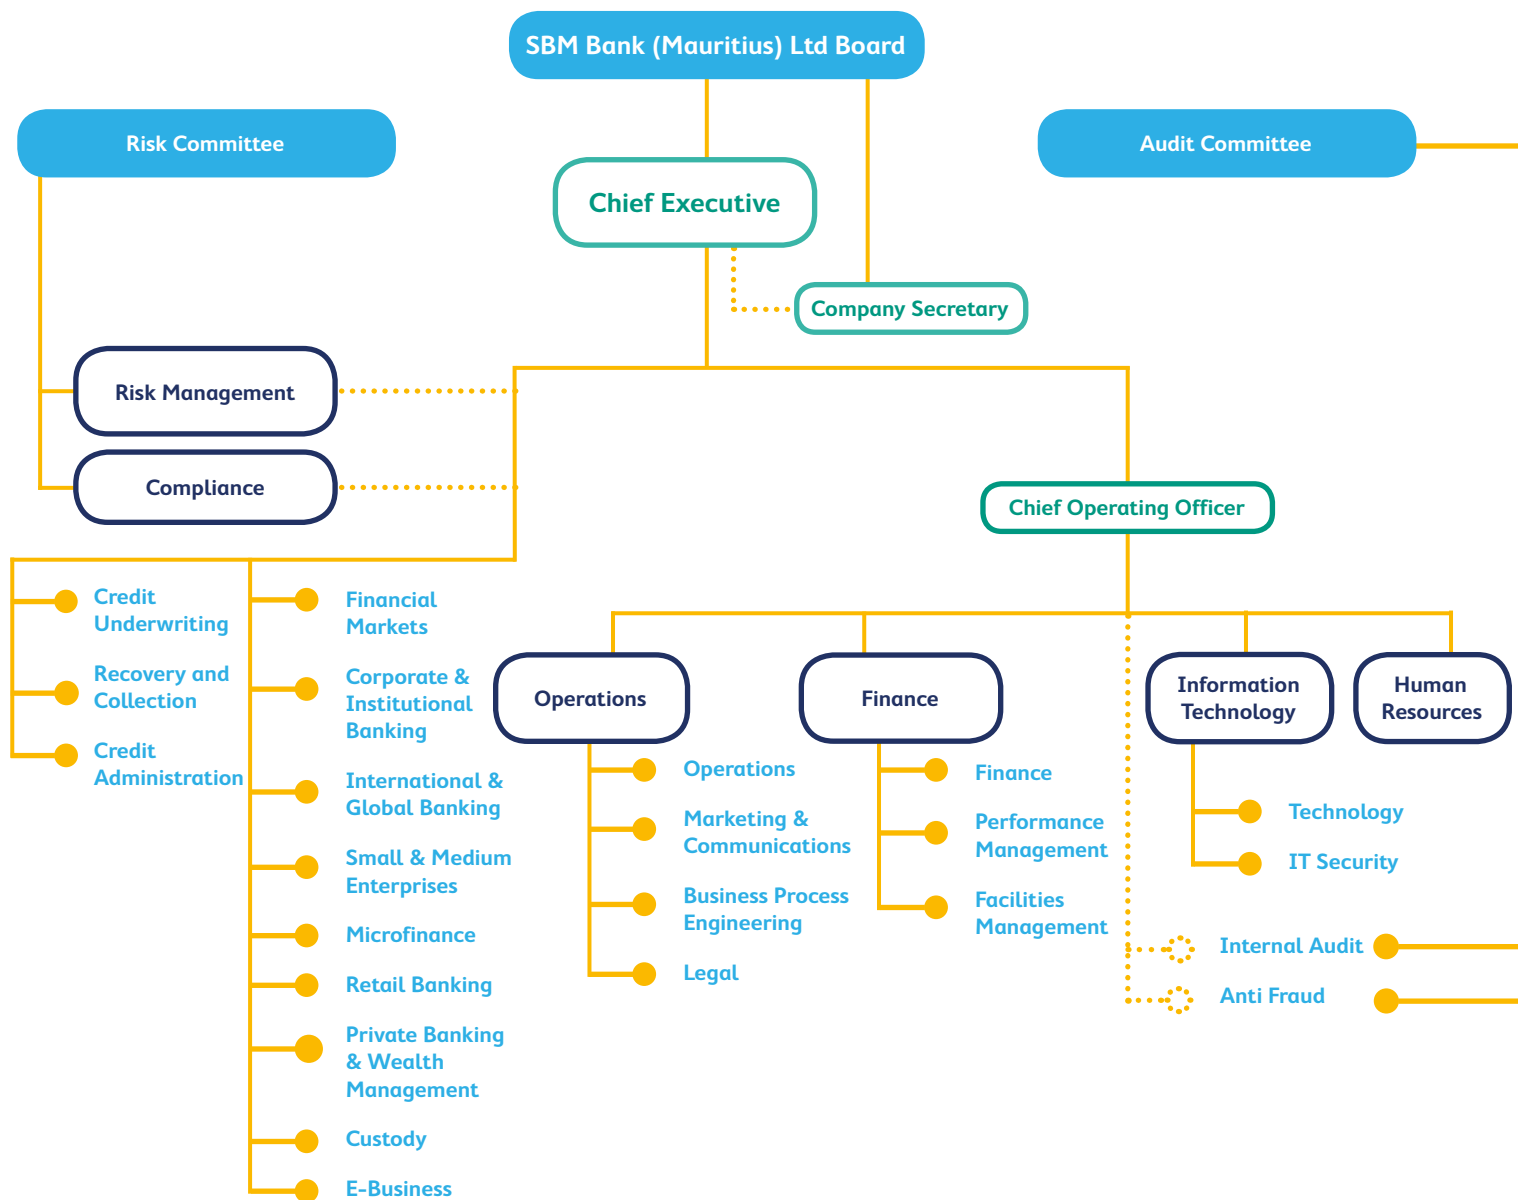 SBM Bank (Mauritius) Ltd Board
Risk Committee
Audit Committee
Chief Executive
Company Secretary
Risk Management
Compliance
Chief Operating Officer
Credit
Underwriting
Recovery and
Collection
Credit
Administration
Financial
Markets
Corporate &
Institutional
Banking
International &
Global Banking
Small & Medium
Enterprises
Microfinance
Retail Banking
Private Banking
& Wealth
Management
Custody
E-Business
Operations
Operations
Marketing &
Communications
Business Process
Engineering
Legal
Finance
Finance
Performance
Management
Facilities
Management
Information
Technology
Technology
IT Security
Human
Resources
Internal Audit
Anti Fraud